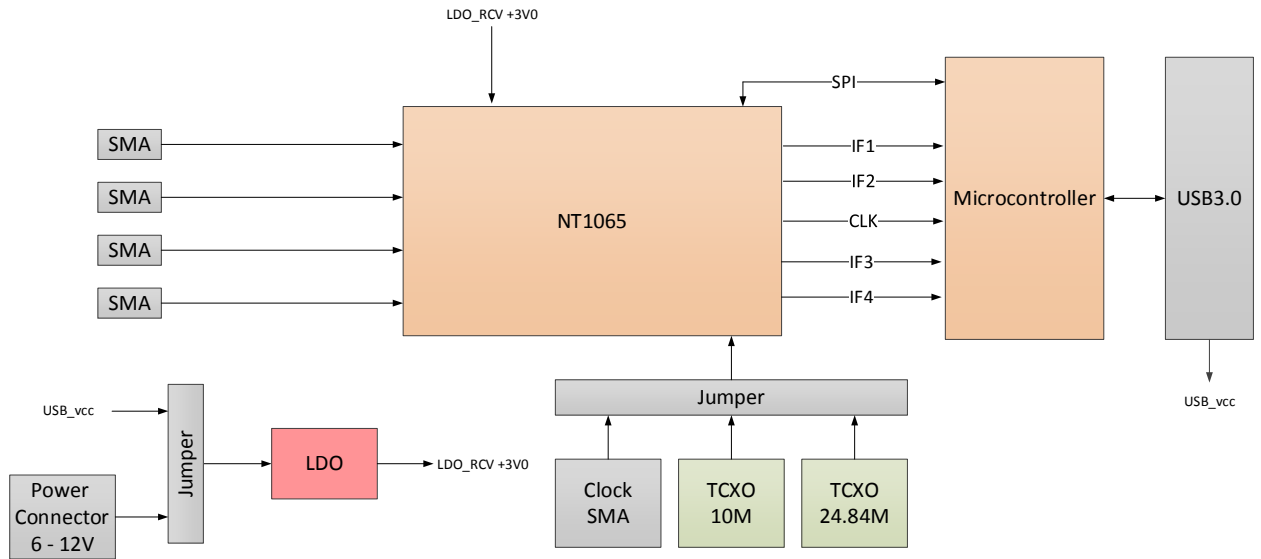 LDO_RCV +3V0
SPI
SMA
IF1
SMA
IF2
NT1065
Microcontroller
USB3.0
CLK
SMA
IF3
SMA
IF4
Jumper
USB_vcc
USB_vcc
Jumper
LDO
LDO_RCV +3V0
Power
Connector
6 - 12V
Clock
SMA
TCXO
10M
TCXO
24.84M